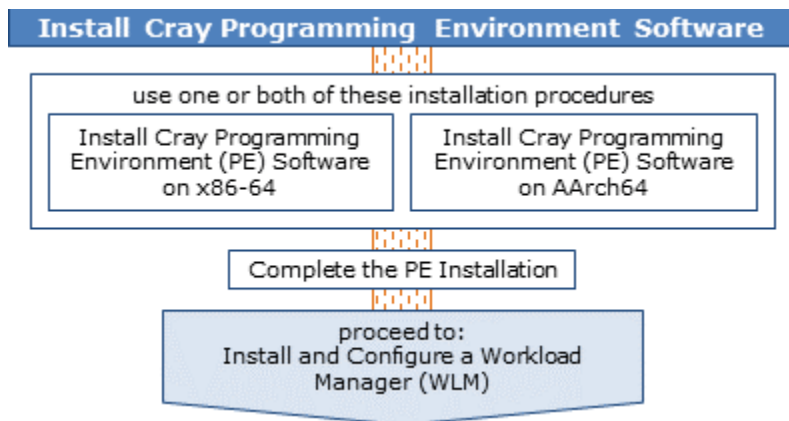 Install Cray Programming Environment Software
use one or both of these installation procedures
Install Cray Programming
Environment (PE) Software
on x86-64
Install Cray Programming
Environment (PE) Software
on AArch64
Complete the PE Installation
proceed to:
Install and Configure a Workload
Manager (WLM)